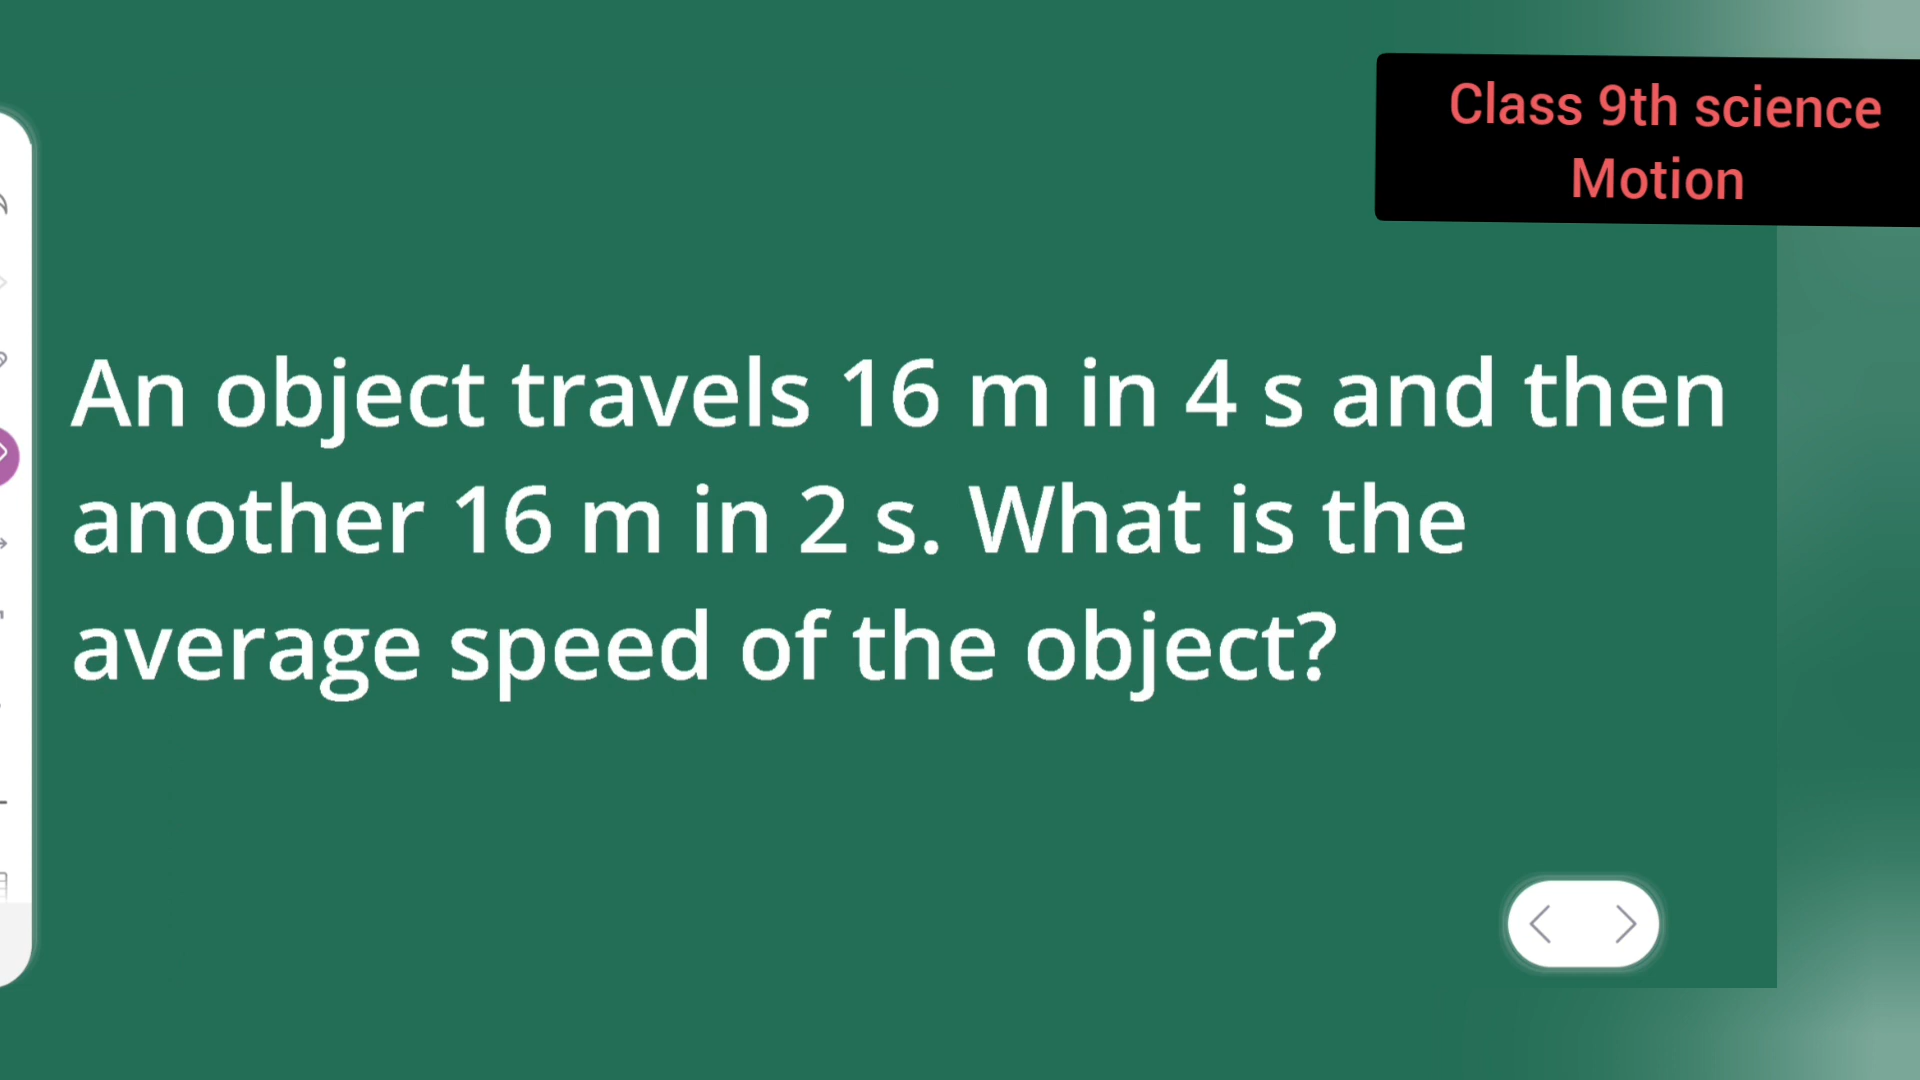 Class 9th science
Motion
An object travels 16 m in 4 s and then
another 16 m in 2 s. What is the
average speed of the object?